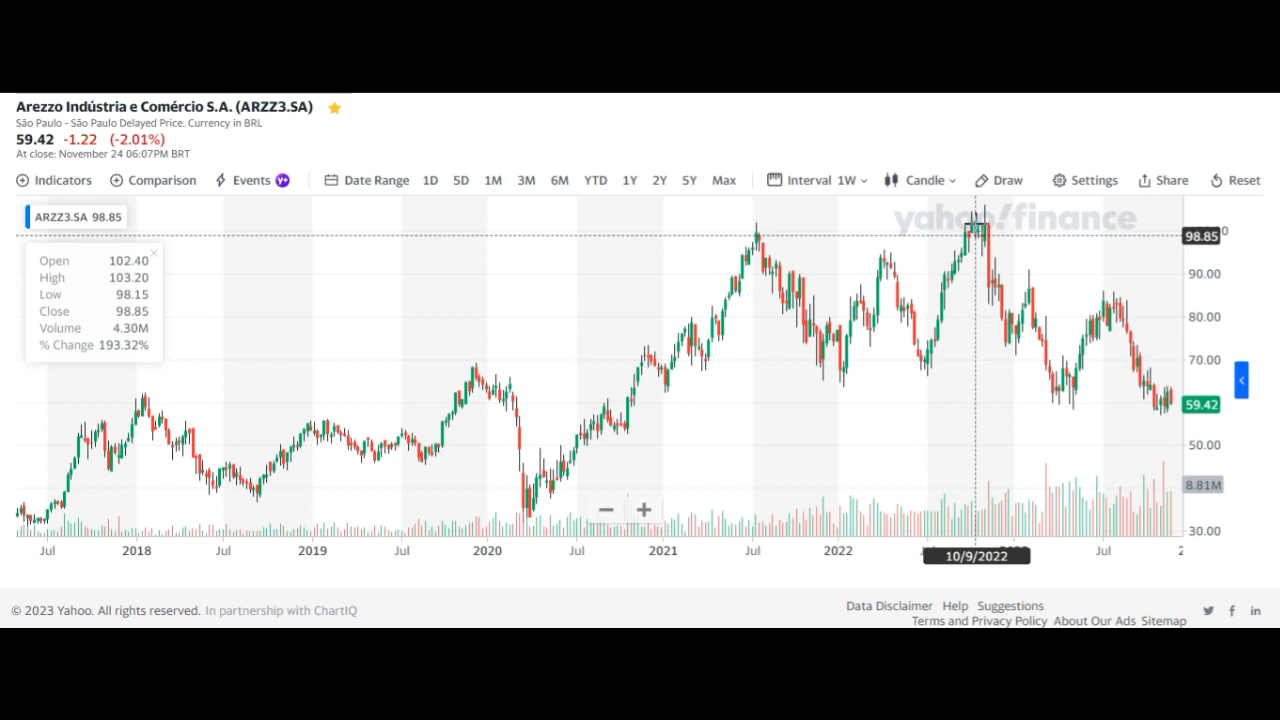 Arezzo Indústria e Comércio S.A. (ARZZ3.SA)
São Paulo - São Paulo Delayed Price. Currency in BRL
59.42 -1.22 (-2.01%)
At close: November 24 06:07PM BRT
Indicators Comparison Events Y+ Date Range 1D 5D 1M 3M 6M YTD 1Y 2Y 5Y Max Interval 1W Candle Draw Settings Share Reset
ARZZ3.SA 98.85
yahoo!finance
98.85
Open 102.40
High 103.20
Low 98.15
Close 98.85
Volume 4.30M
% Change 193.32%
90.00
80.00
70.00
59.42
50.00
8.81M
30.00
Jul 2018 Jul 2019 Jul 2020 Jul 2021 Jul 2022 Jul
10/9/2022
© 2023 Yahoo. All rights reserved. In partnership with ChartIQ
Data Disclaimer Help Suggestions
Terms and Privacy Policy About Our Ads Sitemap